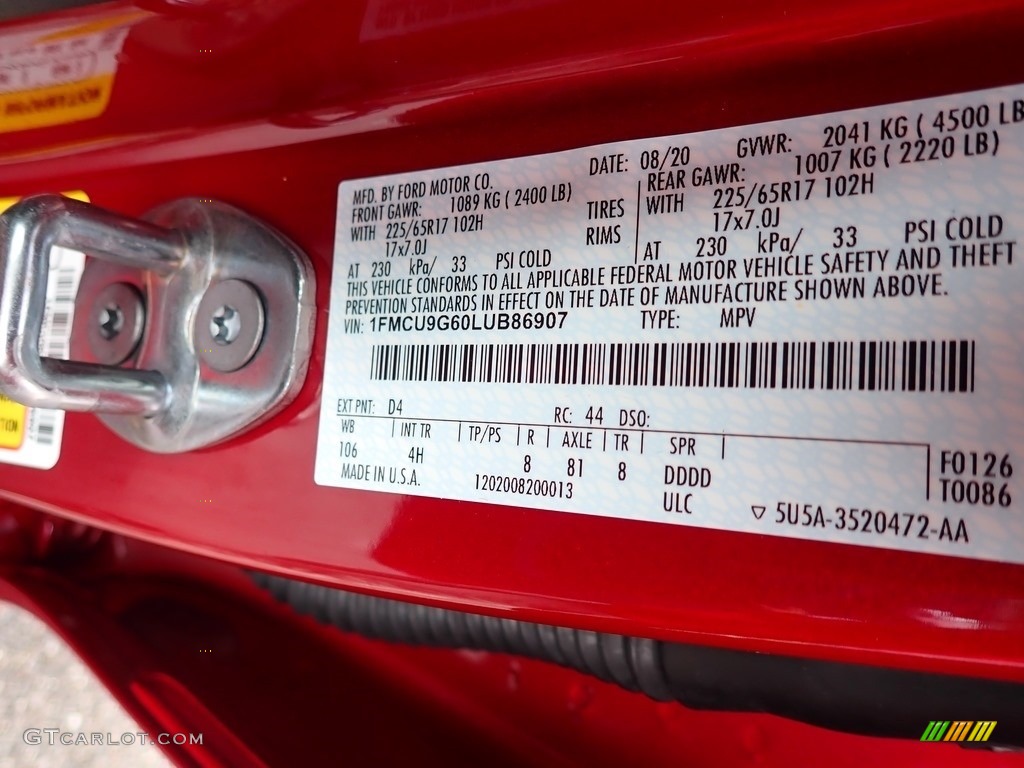 MFD. BY FORD MOTOR CO.
DATE: 08/20
GVWR: 2041 KG ( 4500 LB
FRONT GAWR: 1089 KG ( 2400 LB)
REAR GAWR: 1007 KG ( 2220 LB)
WITH 225/65R17 102H
TIRES
WITH 225/65R17 102H
17x7.0J
RIMS
17x7.0J
AT 230 kPa/ 33 PSI COLD
AT 230 kPa/ 33 PSI COLD
THIS VEHICLE CONFORMS TO ALL APPLICABLE FEDERAL MOTOR VEHICLE SAFETY AND THEFT
PREVENTION STANDARDS IN EFFECT ON THE DATE OF MANUFACTURE SHOWN ABOVE.
VIN: 1FMCU9G60LUB86907
TYPE: MPV
EXT PNT: D4
RC: 44 DSO:
WB | INT TR | TP/PS | R | AXLE | TR | SPR |
106 4H 8 81 8 DDDD
F0126
T0086
MADE IN U.S.A.
1202008200013
ULC
▽ 5U5A-3520472-AA
GTCARLOT.COM